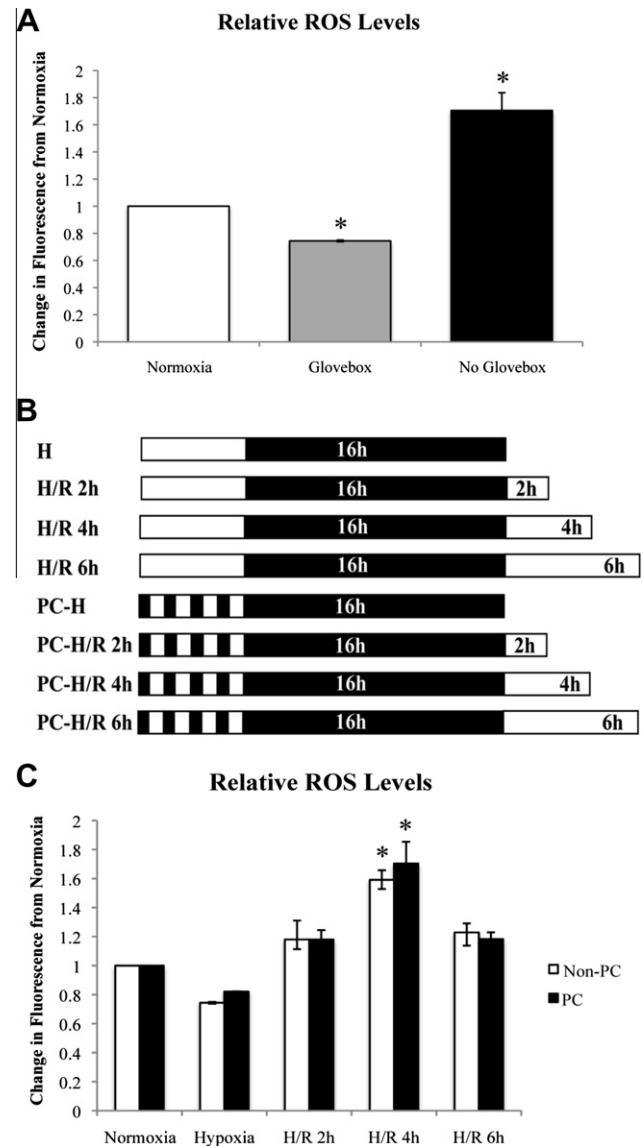 A
Relative ROS Levels
Change in Fluorescence from Normoxia
2
1.8
1.6
1.4
1.2
1
0.8
0.6
0.4
0.2
0
*
*
Normoxia Glovebox No Glovebox
B
H 16h
H/R 2h 16h 2h
H/R 4h 16h 4h
H/R 6h 16h 6h
PC-H 16h
PC-H/R 2h 16h 2h
PC-H/R 4h 16h 4h
PC-H/R 6h 16h 6h
C
Relative ROS Levels
Change in Fluorescence from Normoxia
2
1.8
1.6
1.4
1.2
1
0.8
0.6
0.4
0.2
0
* *
Non-PC
PC
Normoxia Hypoxia H/R 2h H/R 4h H/R 6h